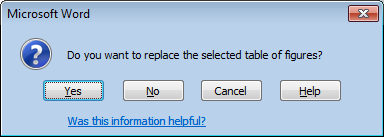 Microsoft Word
Do you want to replace the selected table of figures?
Yes No Cancel Help
Was this information helpful?